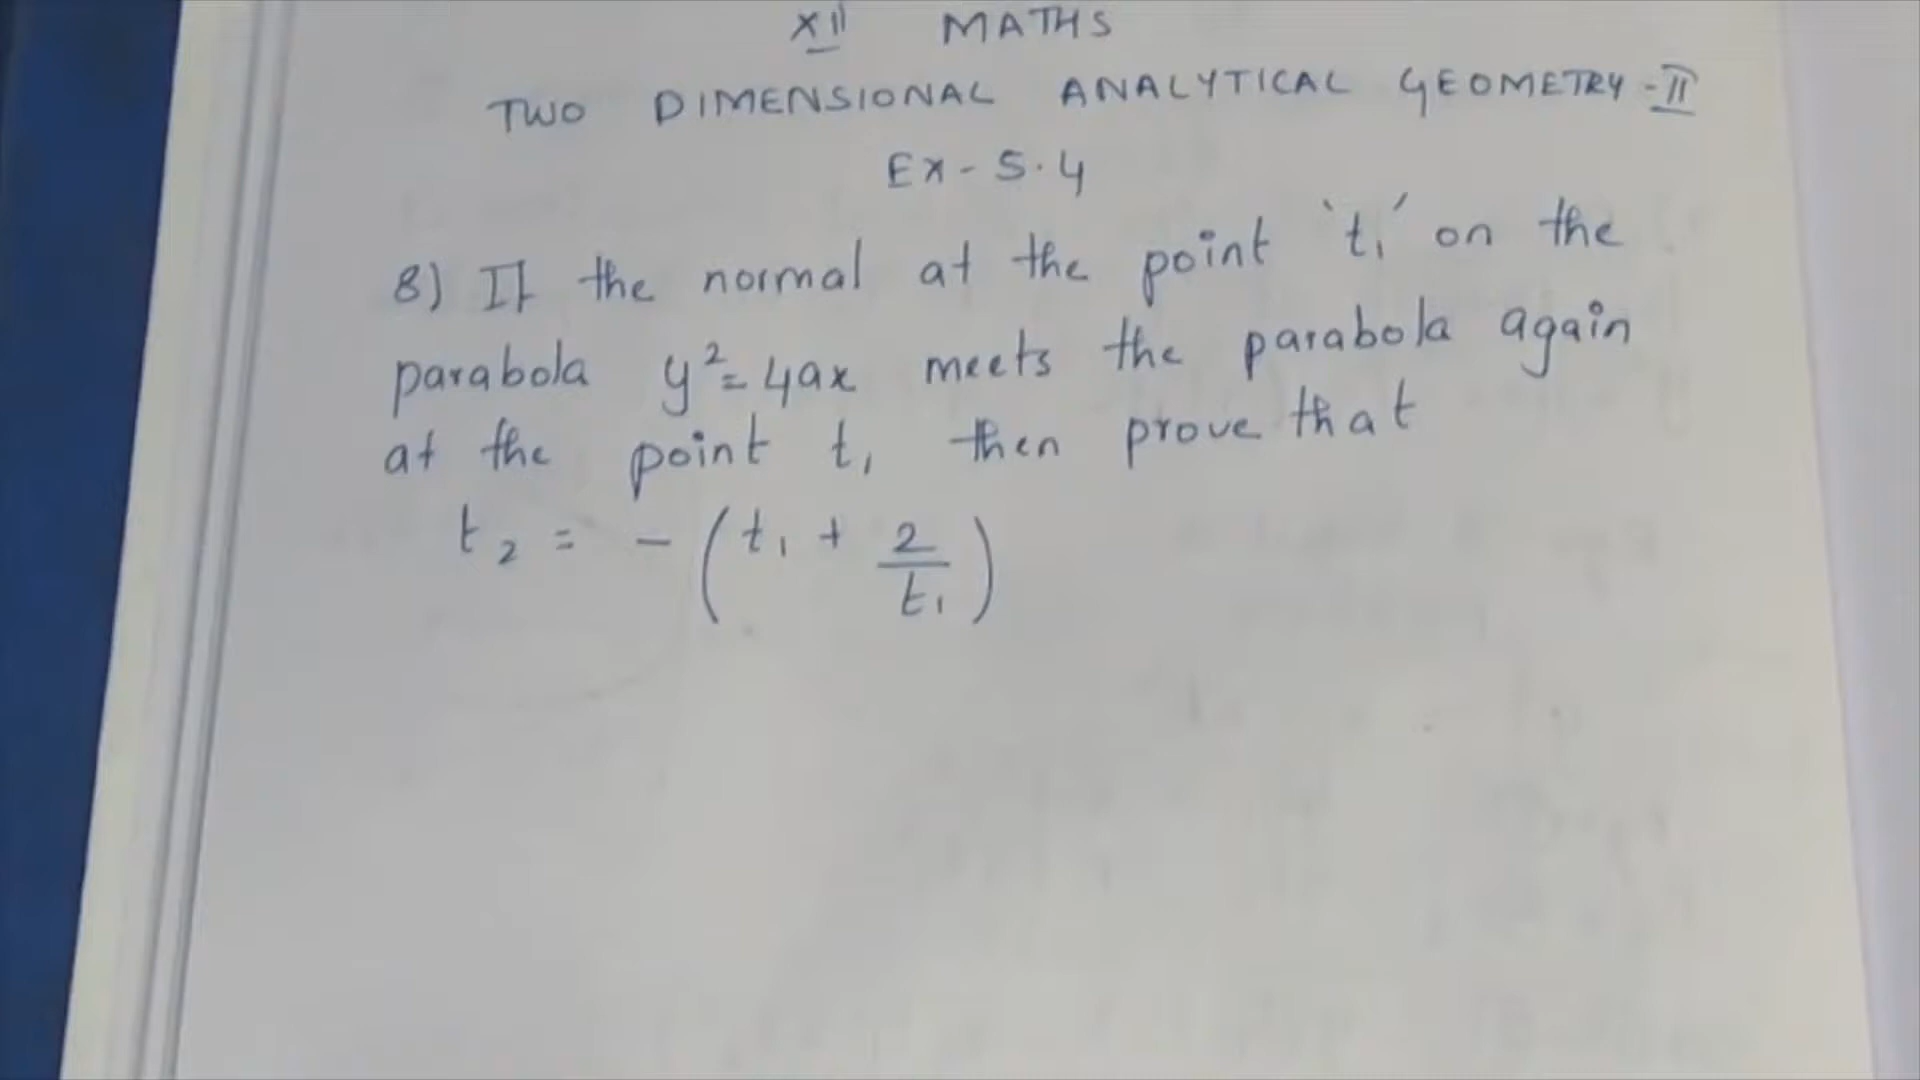 XII MATHS
TWO DIMENSIONAL ANALYTICAL GEOMETRY - II
Ex - 5.4
8) If the normal at the point 't₁' on the
parabola y² = 4ax meets the parabola again
at the point t₁ then prove that
t₂ = - (t₁ + 2/t₁)